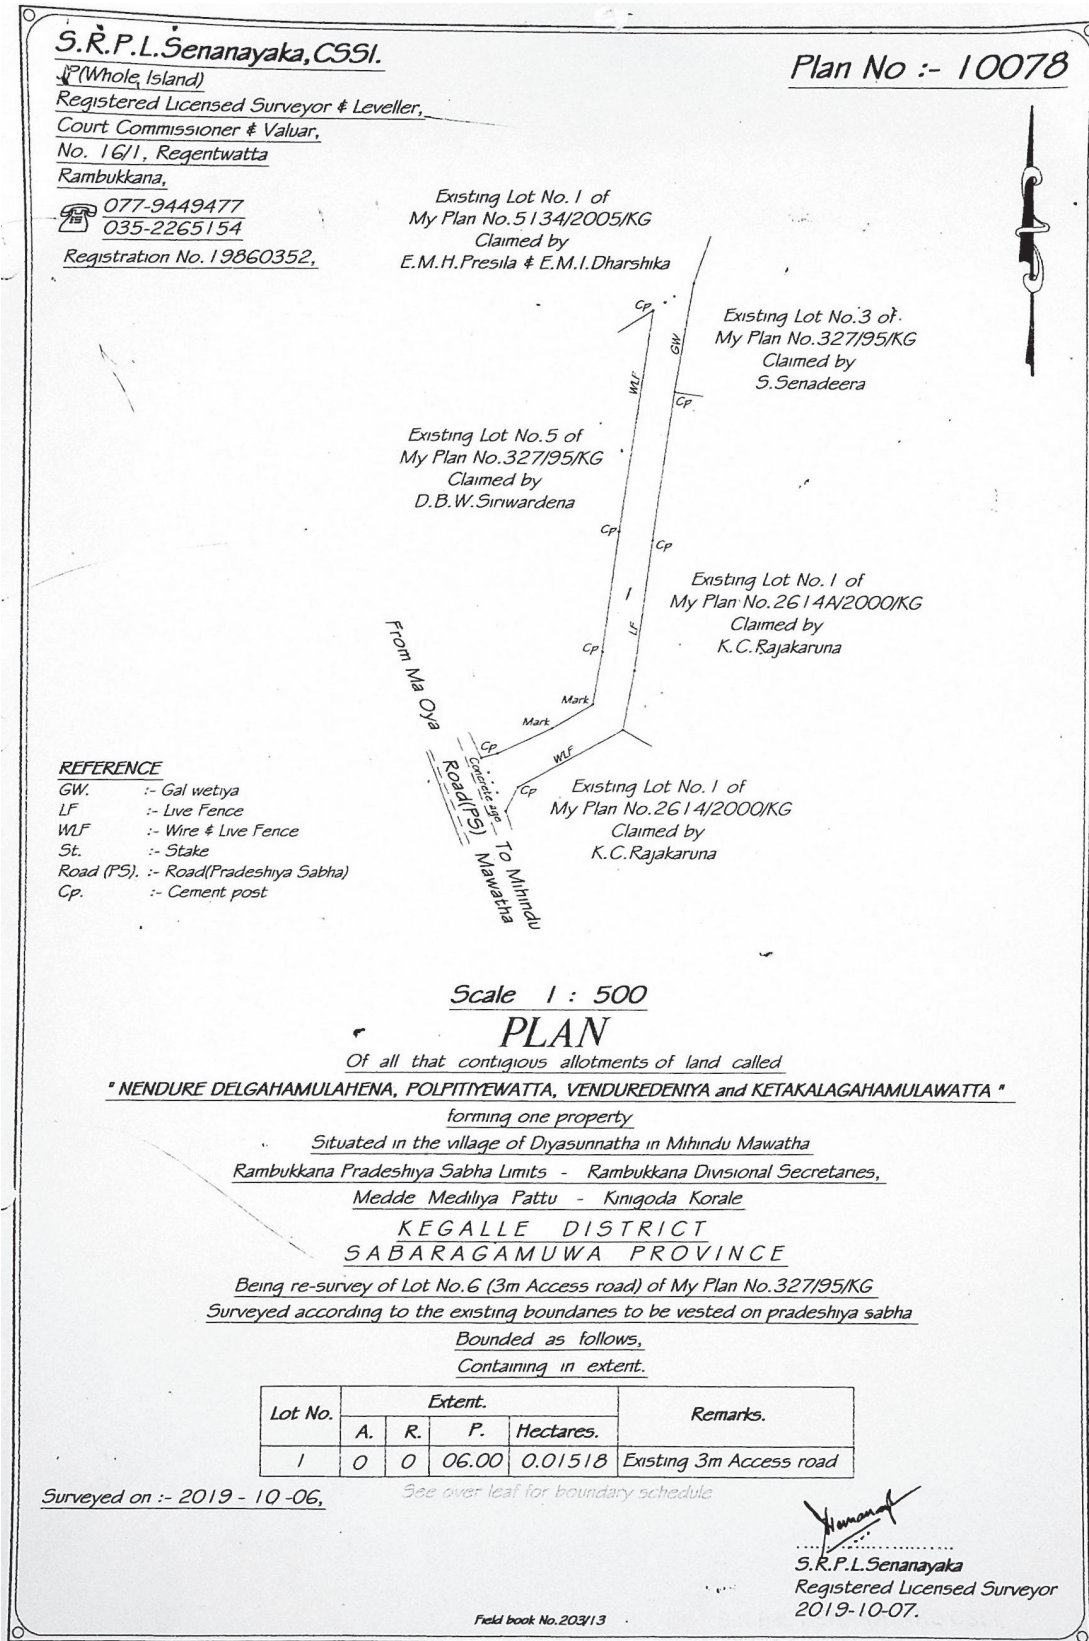 S.R.P.L.Senanayaka,CSSI.
JP(Whole Island)
Registered Licensed Surveyor & Leveller,
Court Commissioner & Valuar,
No. 16/1, Regentwatta
Rambukkana,
077-9449477
035-2265154
Registration No. 19860352,
Plan No :- 10078
Existing Lot No. 1 of
My Plan No.5134/2005/KG
Claimed by
E.M.H.Presila & E.M.I.Dharshika
Cp
GW
Existing Lot No.3 of
My Plan No.327/95/KG
Claimed by
S.Senadeera
WLF
Cp
Existing Lot No.5 of
My Plan No.327/95/KG
Claimed by
D.B.W.Siriwardena
Cp
Cp
1
Existing Lot No. 1 of
My Plan No.2614A/2000/KG
Claimed by
K.C.Rajakaruna
LF
Cp
Mark
Mark
Cp
WLF
Cp
From Ma Oya
Road(PS)
Concrete age
To Mihindu
Mawatha
Existing Lot No. 1 of
My Plan No.2614/2000/KG
Claimed by
K.C.Rajakaruna
REFERENCE
GW. :- Gal wetiya
LF :- Live Fence
WLF :- Wire & Live Fence
St. :- Stake
Road (PS). :- Road(Pradeshiya Sabha)
Cp. :- Cement post
Scale 1 : 500
PLAN
Of all that contigious allotments of land called
" NENDURE DELGAHAMULAHENA, POLPITIYEWATTA, VENDUREDENIYA and KETAKALAGAHAMULAWATTA "
forming one property
Situated in the village of Diyasunnatha in Mihindu Mawatha
Rambukkana Pradeshiya Sabha Limits - Rambukkana Divisional Secretaries,
Medde Mediliya Pattu - Kinigoda Korale
KEGALLE DISTRICT
SABARAGAMUWA PROVINCE
Being re-survey of Lot No.6 (3m Access road) of My Plan No.327/95/KG
Surveyed according to the existing boundaries to be vested on pradeshiya sabha
Bounded as follows,
Containing in extent.
Lot No. Extent. Remarks.
A. R. P. Hectares.
1 0 0 06.00 0.01518 Existing 3m Access road
Surveyed on :- 2019 - 10 -06,
See over leaf for boundary schedule
S.R.P.L.Senanayaka
Registered Licensed Surveyor
2019-10-07.
Field book No.203/13